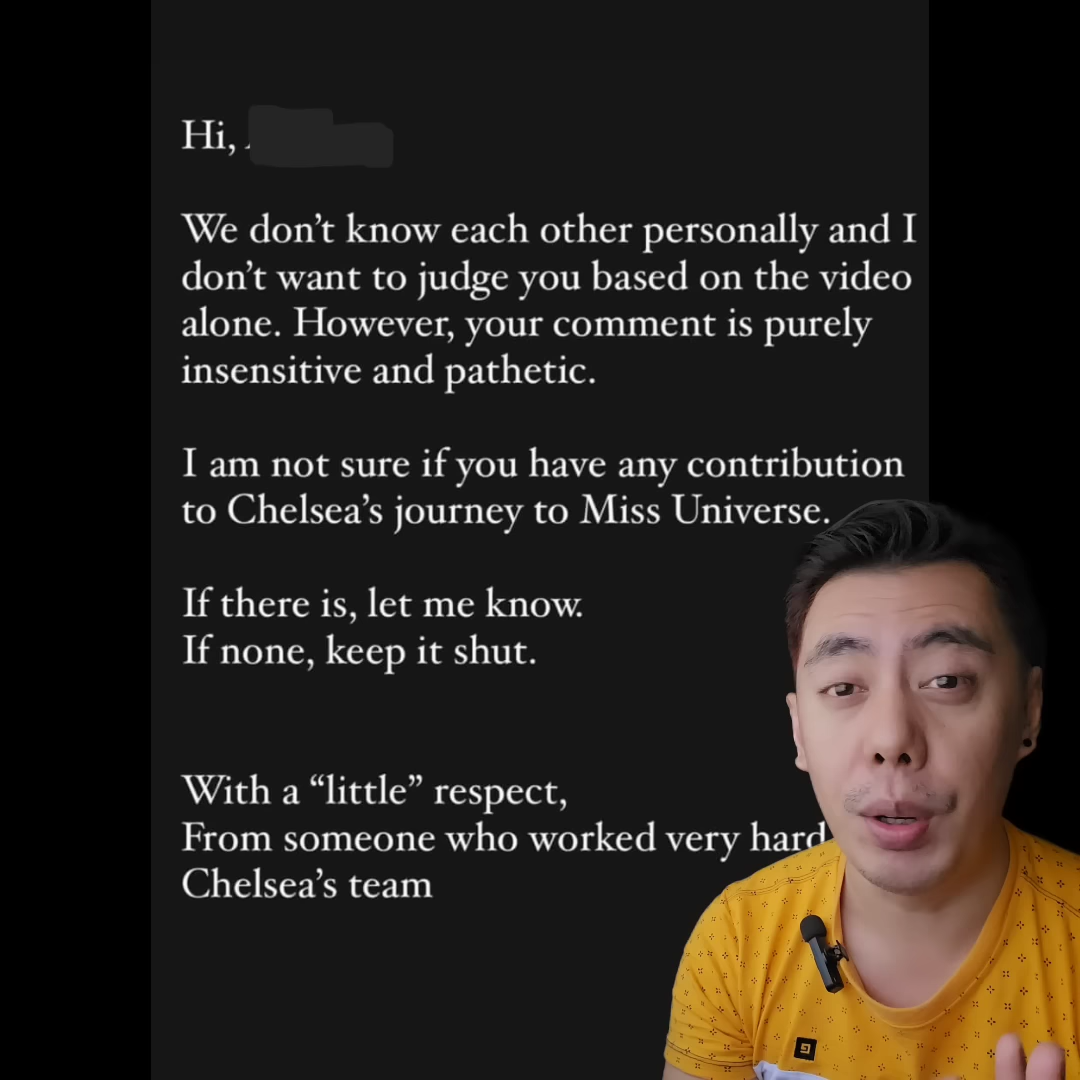 Hi,
We don’t know each other personally and I
don’t want to judge you based on the video
alone. However, your comment is purely
insensitive and pathetic.
I am not sure if you have any contribution
to Chelsea’s journey to Miss Universe.
If there is, let me know.
If none, keep it shut.
With a “little” respect,
From someone who worked very hard
Chelsea’s team